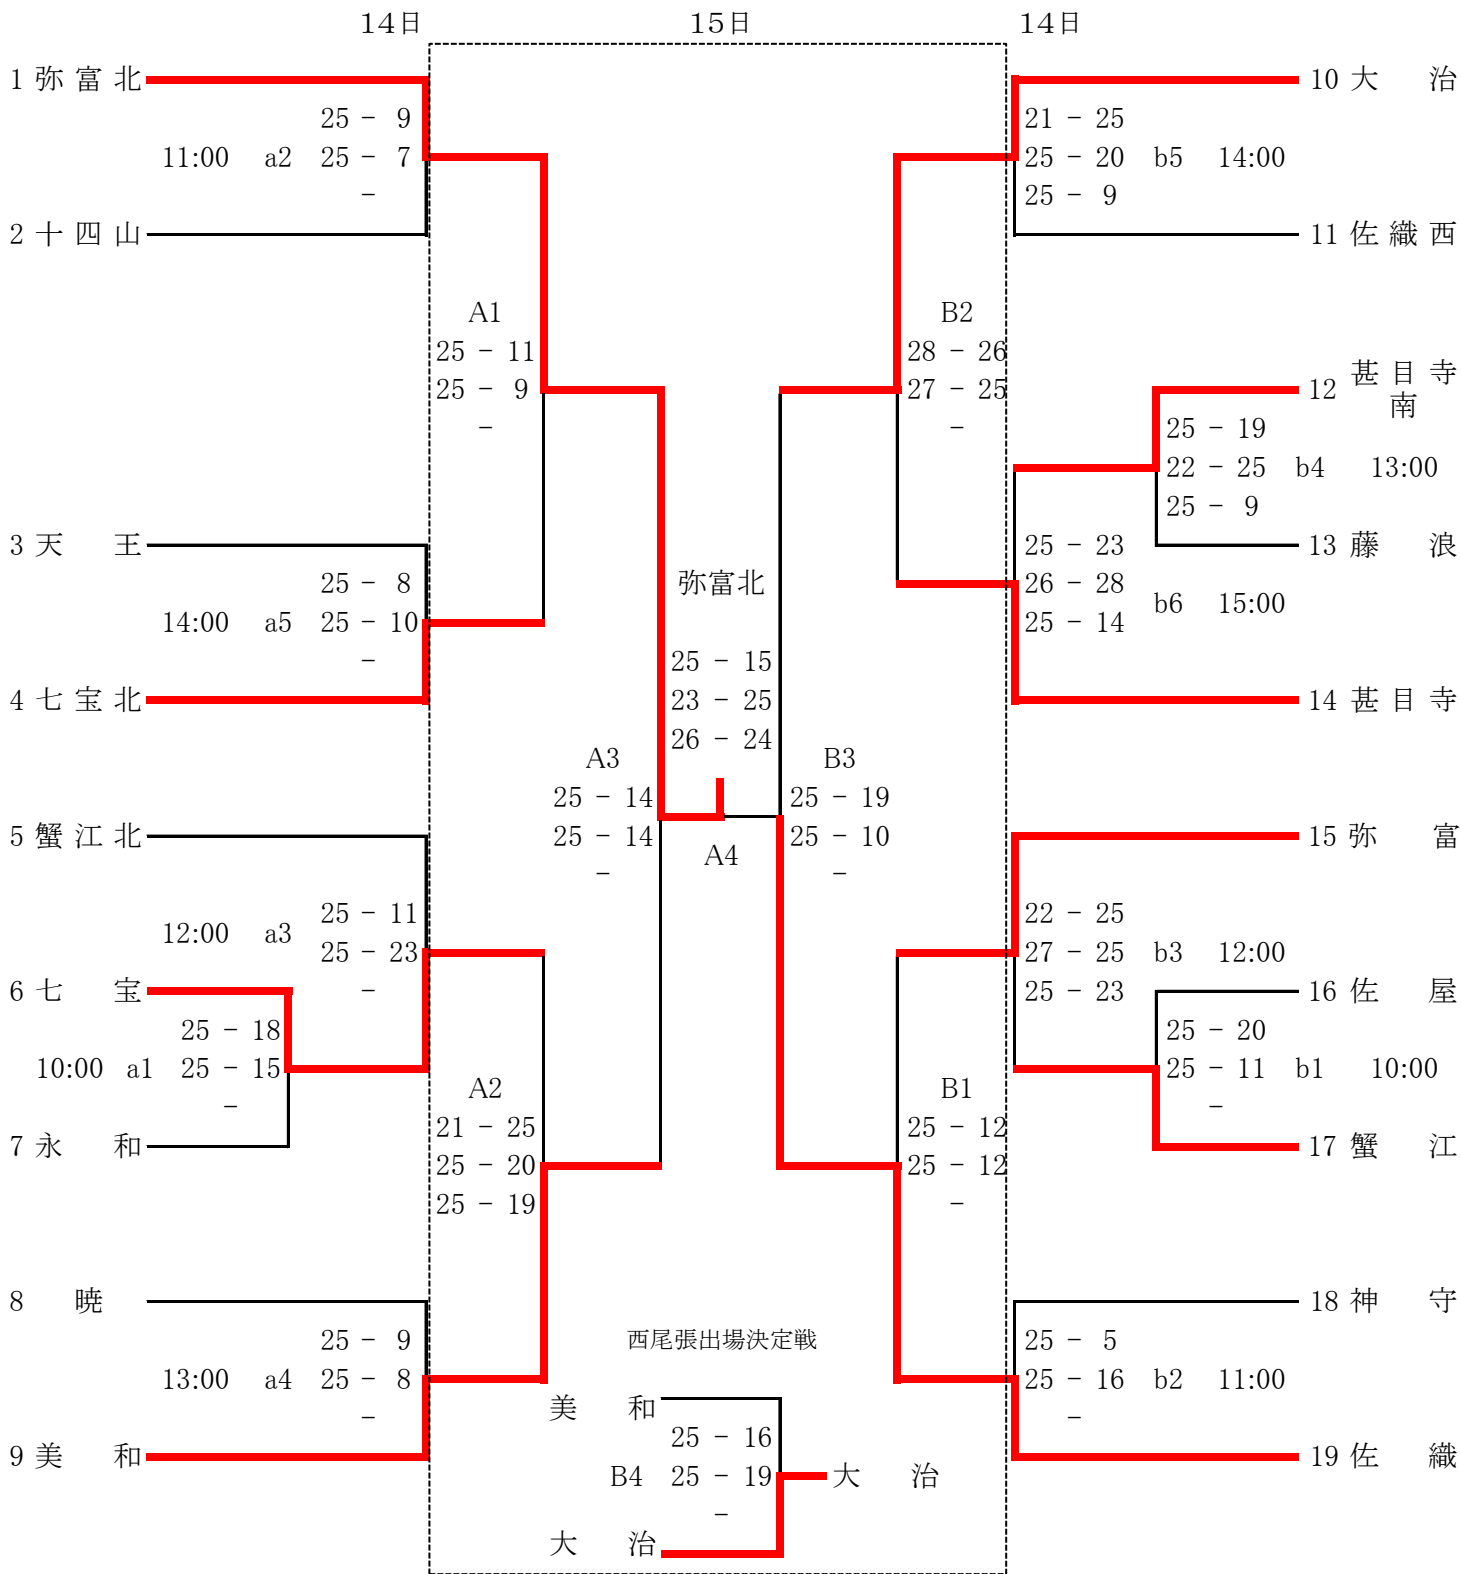 14日 15日 14日
1 弥富北
25 - 9
11:00 a2 25 - 7
-
2 十四山
A1
25 - 11
25 - 9
-
3 天王
25 - 8
14:00 a5 25 - 10
-
4 七宝北
5 蟹江北
12:00 a3 25 - 11
25 - 23
-
6 七宝
25 - 18
10:00 a1 25 - 15
-
7 永和
A2
21 - 25
25 - 20
25 - 19
8 暁
25 - 9
13:00 a4 25 - 8
-
9 美和
A3
25 - 14
25 - 14
-
弥富北
25 - 15
23 - 25
26 - 24
A4
B3
25 - 19
25 - 10
-
西尾張出場決定戦
美和
25 - 16
B4 25 - 19 大治
-
大治
10 大治
21 - 25
25 - 20 b5 14:00
25 - 9
11 佐織西
B2
28 - 26
27 - 25
-
12 甚目寺
南
25 - 19
22 - 25 b4 13:00
25 - 9
13 藤浪
25 - 23
26 - 28
b6 15:00
25 - 14
14 甚目寺
15 弥富
22 - 25
27 - 25 b3 12:00
25 - 23
16 佐屋
25 - 20
25 - 11 b1 10:00
-
17 蟹江
B1
25 - 12
25 - 12
-
18 神守
25 - 5
25 - 16 b2 11:00
-
19 佐織